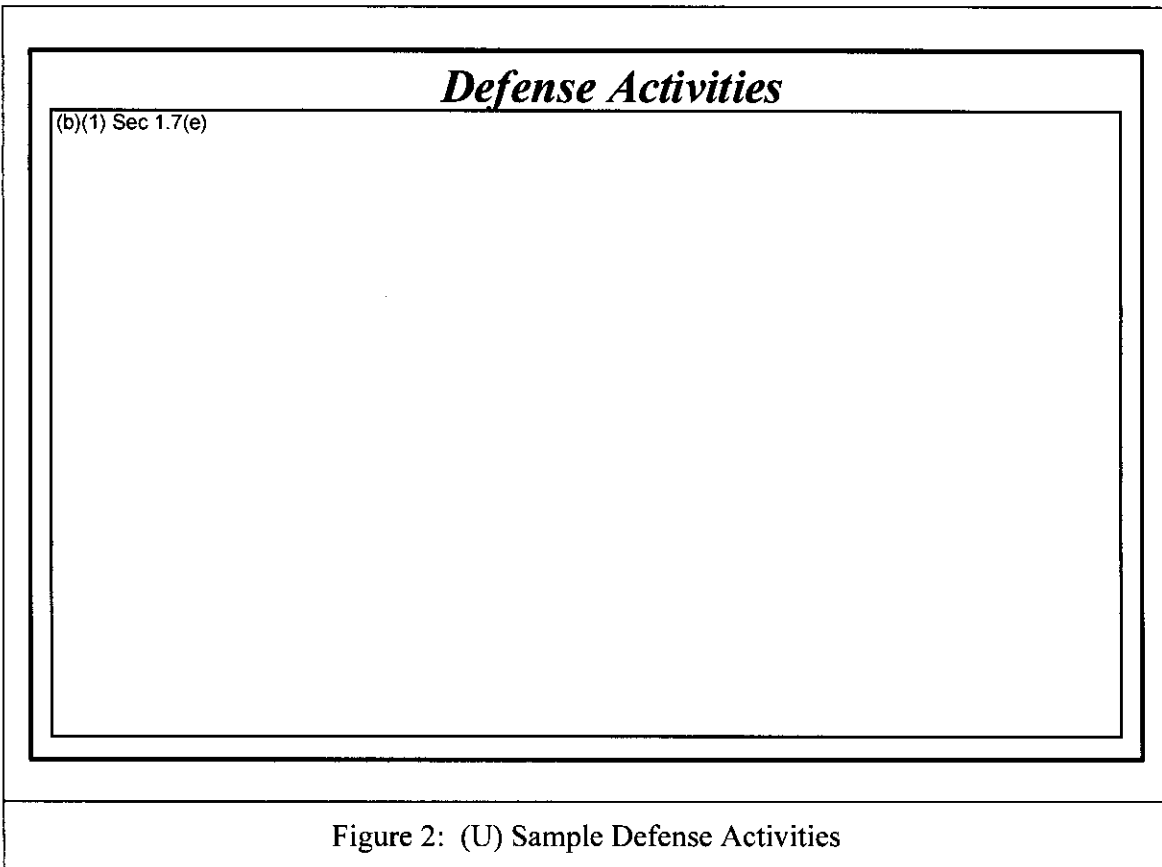 Defense Activities
(b)(1) Sec 1.7(e)
Figure 2: (U) Sample Defense Activities